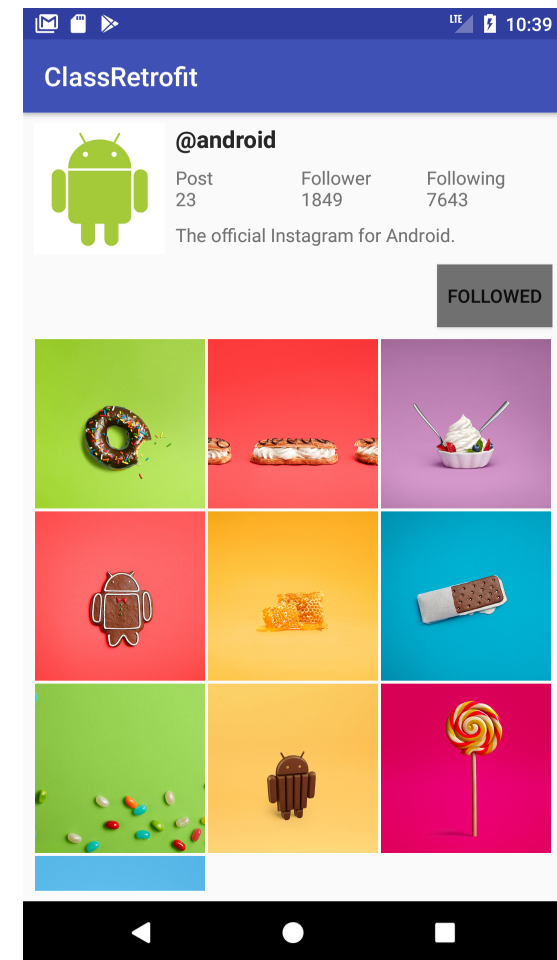 LTE 10:39
ClassRetrofit
@android
Post Follower Following
23 1849 7643
The official Instagram for Android.
FOLLOWED